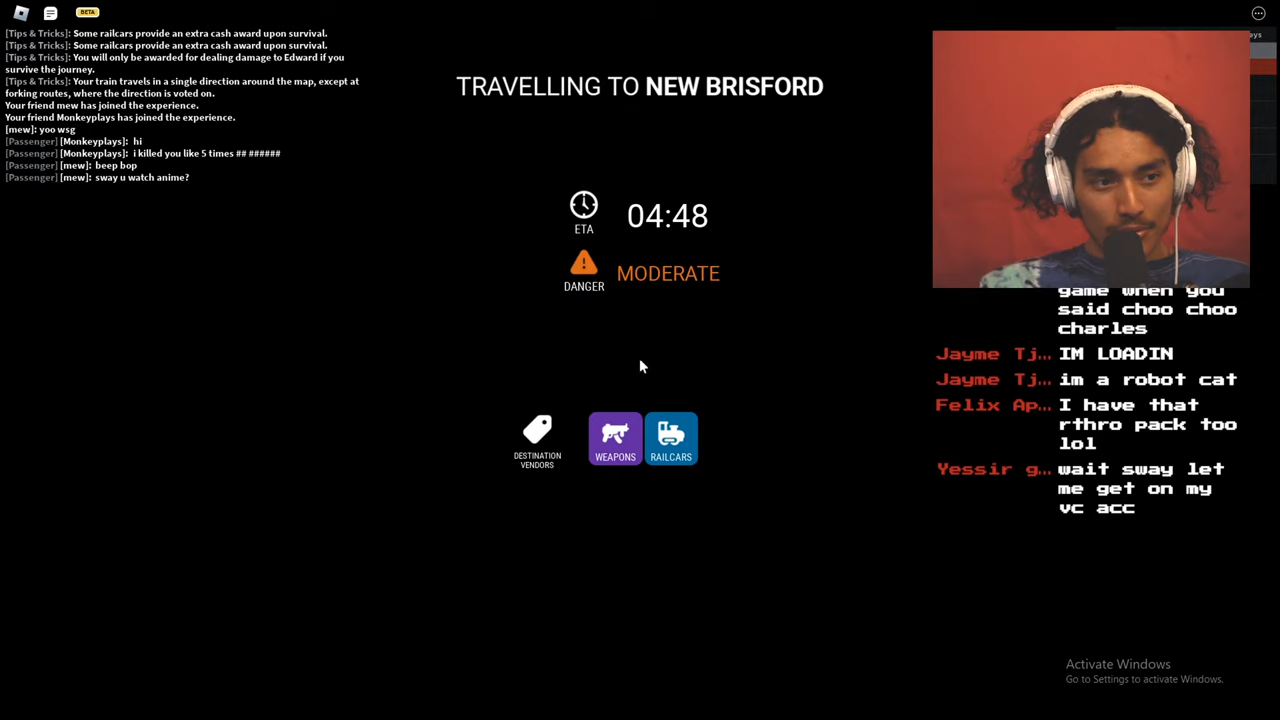 BETA
[Tips & Tricks]: Some railcars provide an extra cash award upon survival.
[Tips & Tricks]: Some railcars provide an extra cash award upon survival.
[Tips & Tricks]: You will only be awarded for dealing damage to Edward if you
survive the journey.
[Tips & Tricks]: Your train travels in a single direction around the map, except at
forking routes, where the direction is voted on.
Your friend mew has joined the experience.
Your friend Monkeyplays has joined the experience.
[mew]: yoo wsg
[Passenger] [Monkeyplays]: hi
[Passenger] [Monkeyplays]: i killed you like 5 times ## ######
[Passenger] [mew]: beep bop
[Passenger] [mew]: sway u watch anime?
TRAVELLING TO NEW BRISFORD
ETA 04:48
DANGER MODERATE
DESTINATION
VENDORS
WEAPONS
RAILCARS
game when you
said choo choo
charles
Jayme Tj… IM LOADIN
Jayme Tj… im a robot cat
Felix Ap… I have that
rthro pack too
lol
Yessir g… wait sway let
me get on my
vc acc
Activate Windows
Go to Settings to activate Windows.